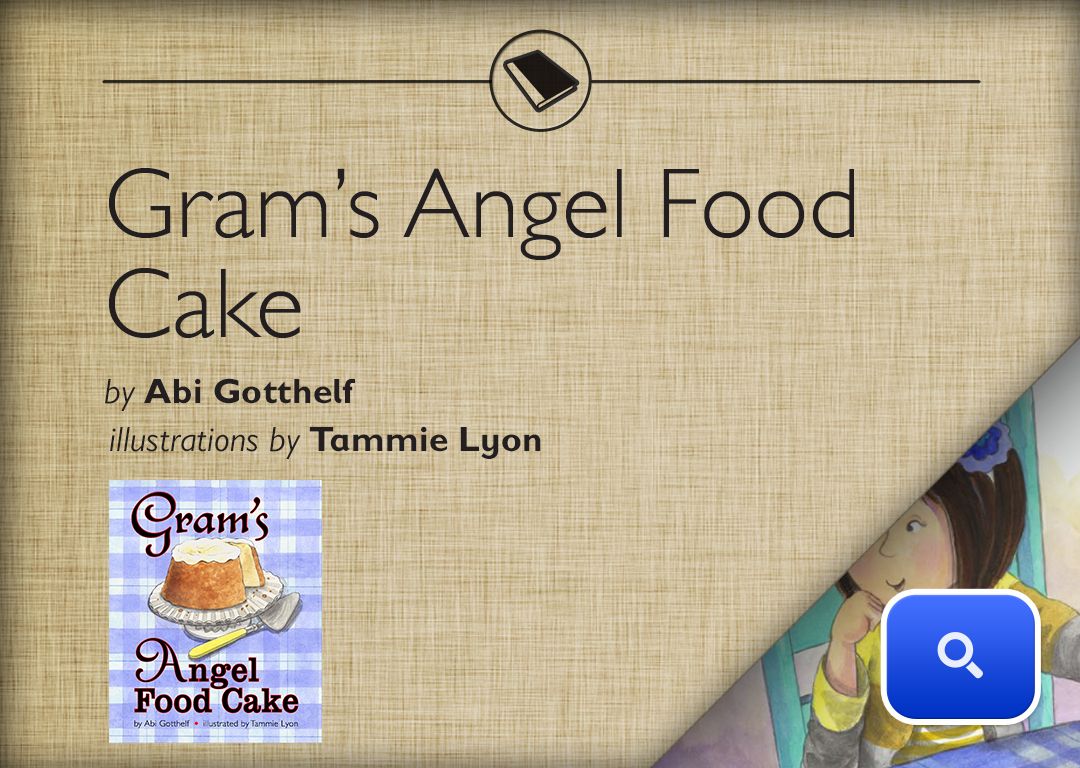 Gram’s Angel Food
Cake
by Abi Gotthelf
illustrations by Tammie Lyon
Gram's
Angel
Food Cake
by Abi Gotthelf • illustrated by Tammie Lyon